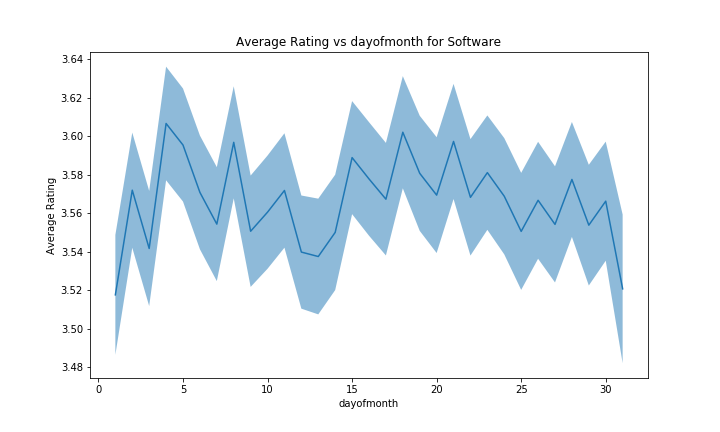 Average Rating vs dayofmonth for Software
3.64
3.62
3.60
3.58
3.56
3.54
3.52
3.50
3.48
Average Rating
0 5 10 15 20 25 30
dayofmonth